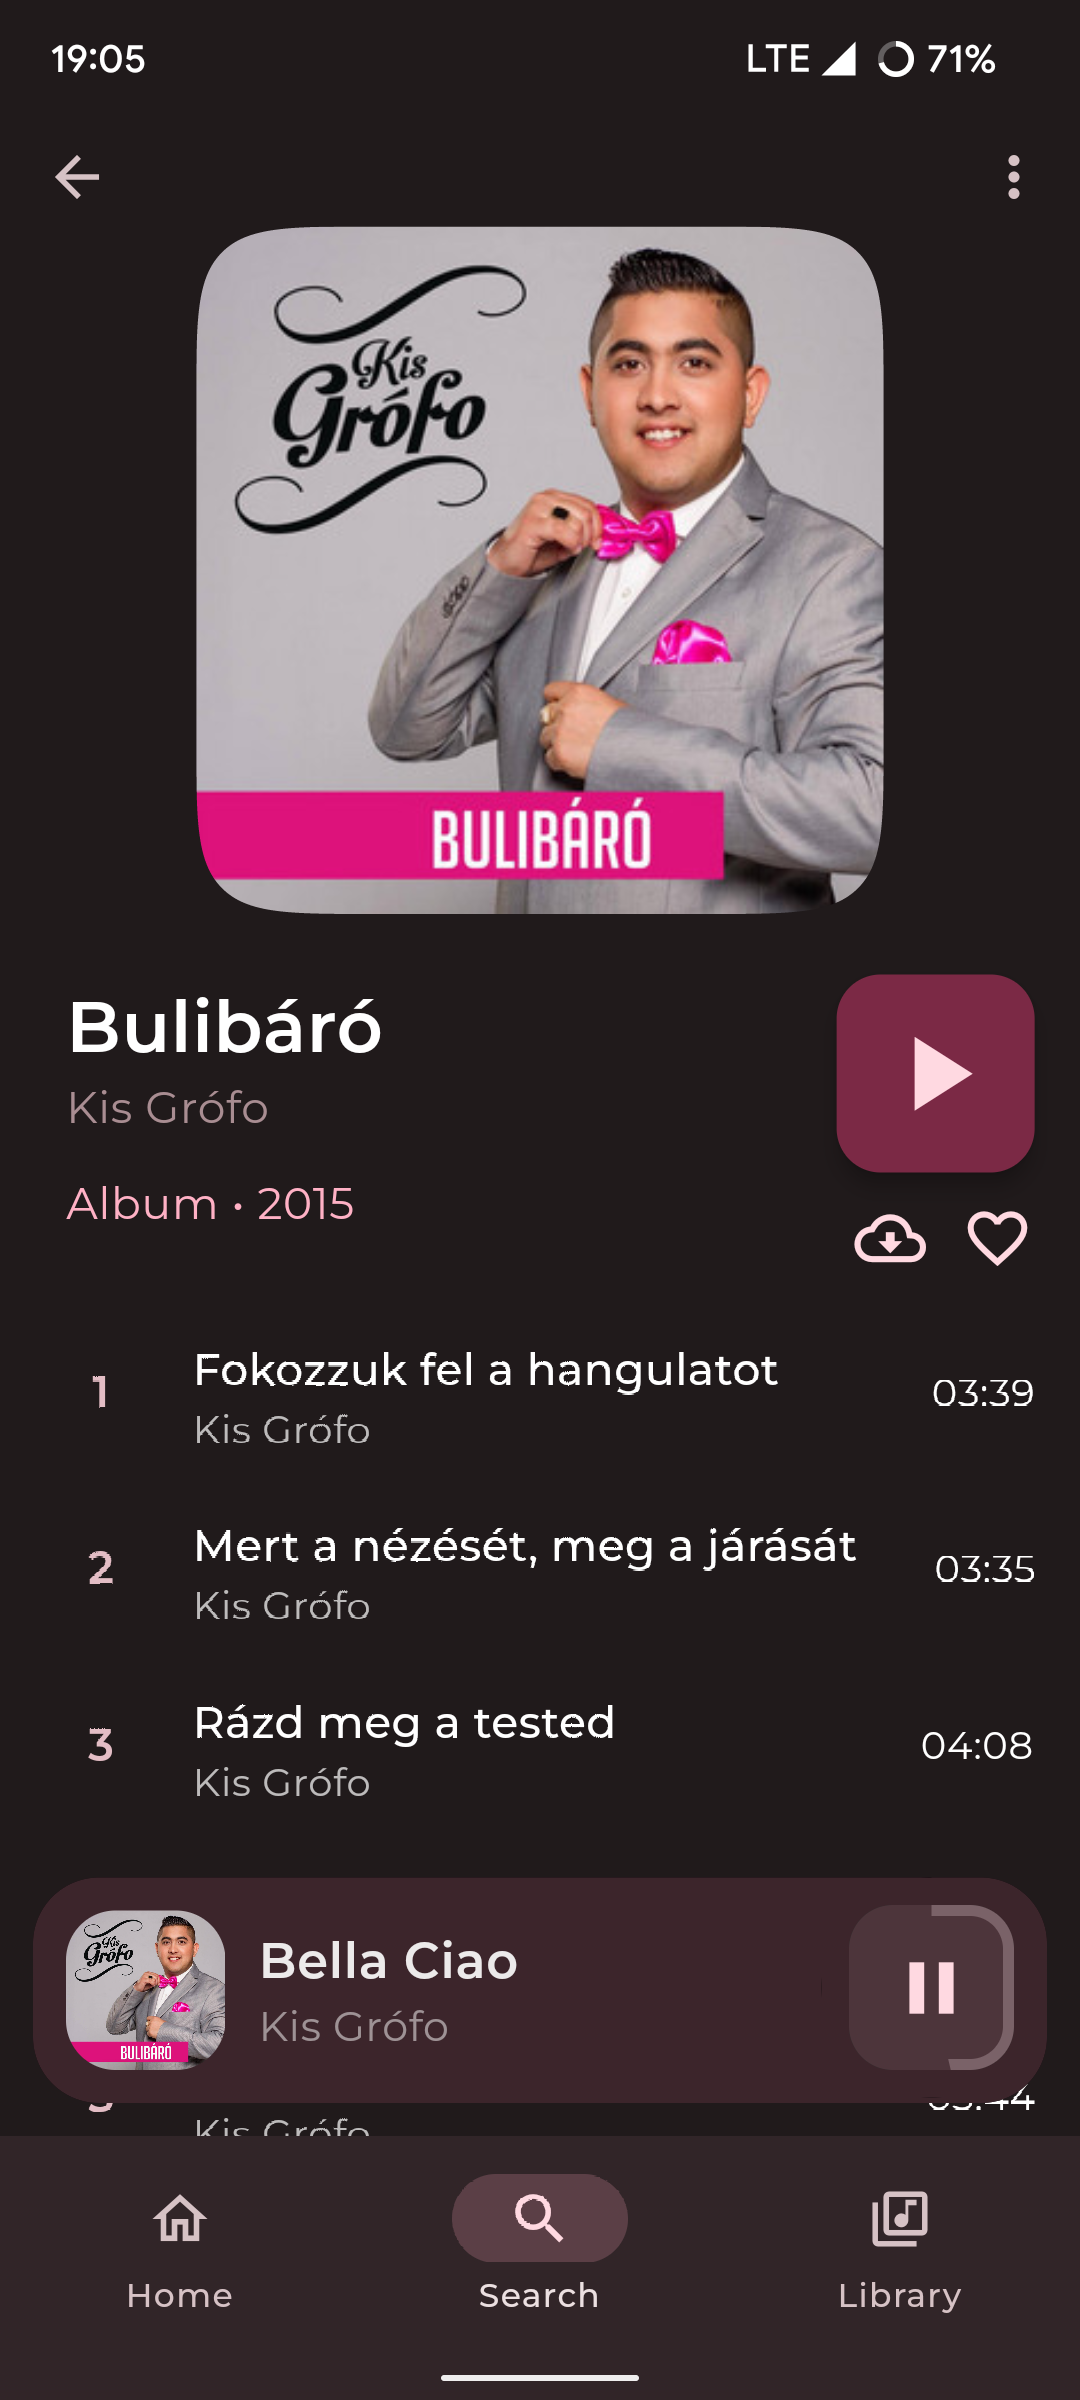 19:05 LTE 71%
Kis
Grófo
BULIBÁRÓ
Bulibáró
Kis Grófo
Album • 2015
1 Fokozzuk fel a hangulatot 03:39
Kis Grófo
2 Mert a nézését, meg a járását 03:35
Kis Grófo
3 Rázd meg a tested 04:08
Kis Grófo
Kis
Grófo
BULIBÁRÓ
Bella Ciao
Kis Grófo
Kis Grófo
Home Search Library